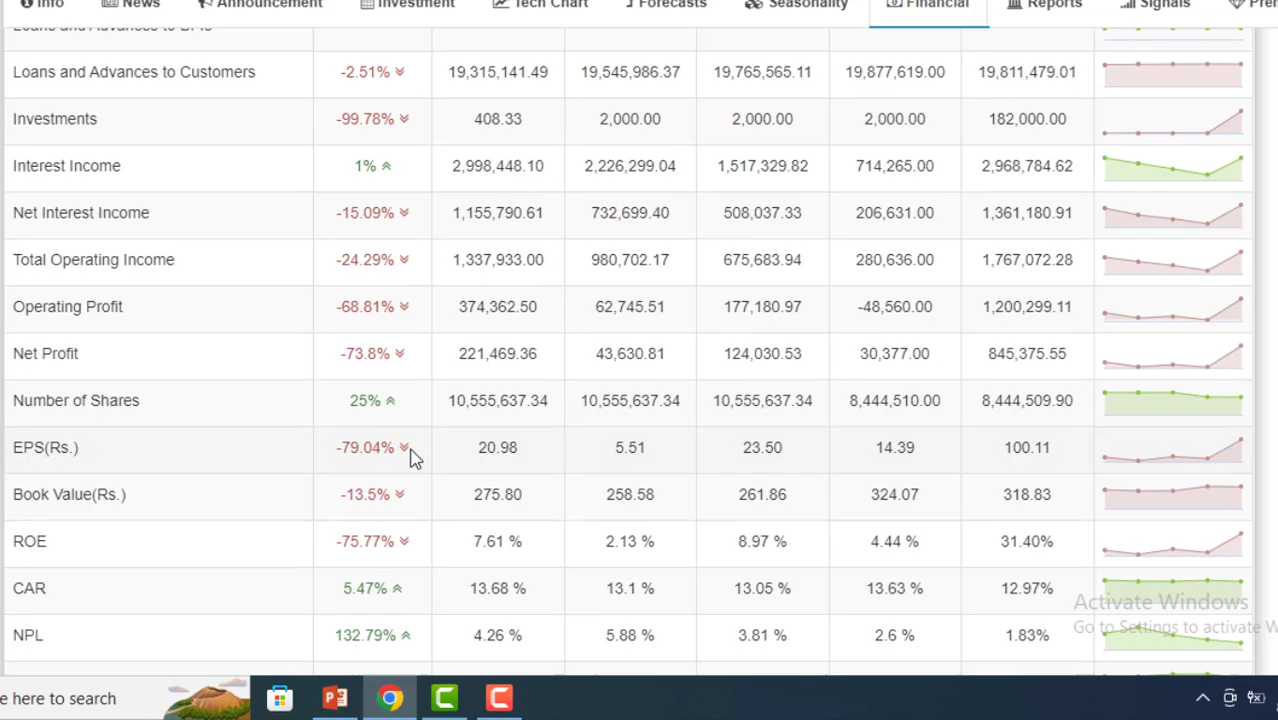 Info News Announcement Investment Tech Chart Forecasts Seasonality Financial Reports Signals
Loans and Advances to Customers -2.51% 19,315,141.49 19,545,986.37 19,765,565.11 19,877,619.00 19,811,479.01
Investments -99.78% 408.33 2,000.00 2,000.00 2,000.00 182,000.00
Interest Income 1% 2,998,448.10 2,226,299.04 1,517,329.82 714,265.00 2,968,784.62
Net Interest Income -15.09% 1,155,790.61 732,699.40 508,037.33 206,631.00 1,361,180.91
Total Operating Income -24.29% 1,337,933.00 980,702.17 675,683.94 280,636.00 1,767,072.28
Operating Profit -68.81% 374,362.50 62,745.51 177,180.97 -48,560.00 1,200,299.11
Net Profit -73.8% 221,469.36 43,630.81 124,030.53 30,377.00 845,375.55
Number of Shares 25% 10,555,637.34 10,555,637.34 10,555,637.34 8,444,510.00 8,444,509.90
EPS(Rs.) -79.04% 20.98 5.51 23.50 14.39 100.11
Book Value(Rs.) -13.5% 275.80 258.58 261.86 324.07 318.83
ROE -75.77% 7.61 % 2.13 % 8.97 % 4.44 % 31.40%
CAR 5.47% 13.68 % 13.1 % 13.05 % 13.63 % 12.97%
Activate Windows
Go to Settings to activate W
NPL 132.79% 4.26 % 5.88 % 3.81 % 2.6 % 1.83%
e here to search